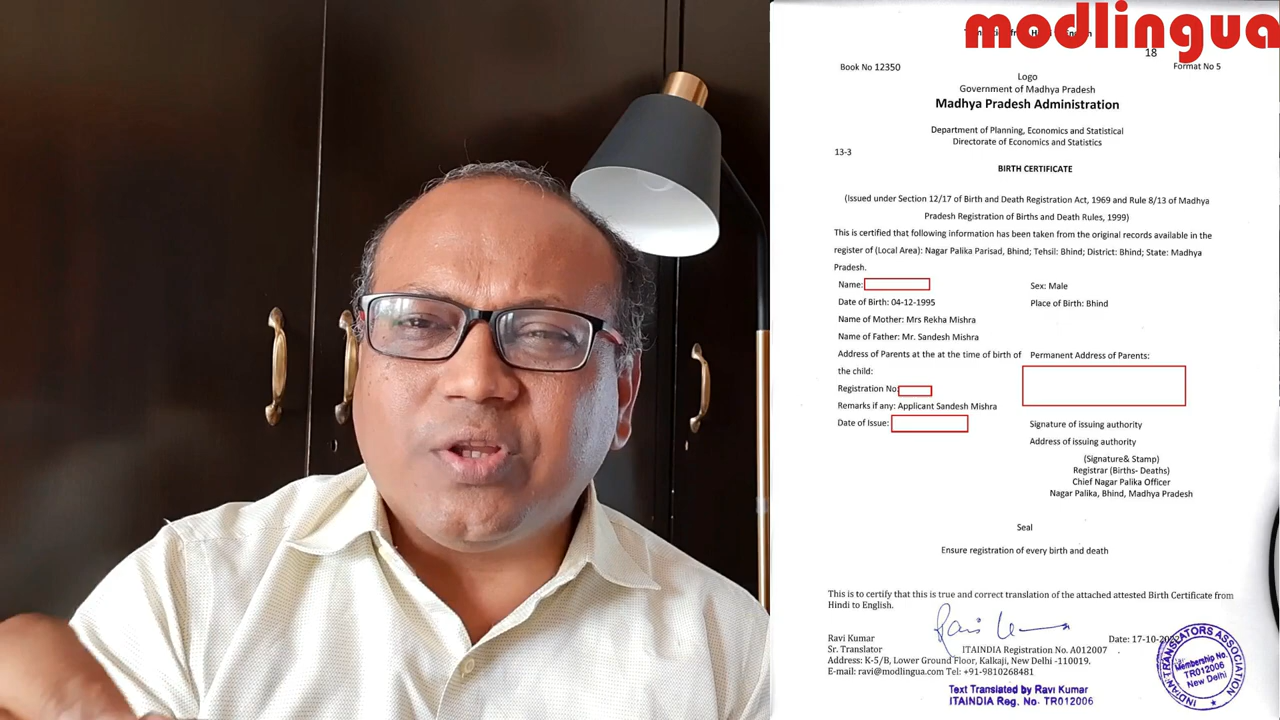 modlingua
18
Book No 12350
Format No 5
Logo
Government of Madhya Pradesh
Madhya Pradesh Administration
Department of Planning, Economics and Statistical
Directorate of Economics and Statistics
13-3
BIRTH CERTIFICATE
(Issued under Section 12/17 of Birth and Death Registration Act, 1969 and Rule 8/13 of Madhya
Pradesh Registration of Births and Death Rules, 1999)
This is certified that following information has been taken from the original records available in the
register of (Local Area): Nagar Palika Parisad, Bhind; Tehsil: Bhind; District: Bhind; State: Madhya
Pradesh.
Name:
Sex: Male
Date of Birth: 04-12-1995
Place of Birth: Bhind
Name of Mother: Mrs Rekha Mishra
Name of Father: Mr. Sandesh Mishra
Address of Parents at the at the time of birth of
the child:
Permanent Address of Parents:
Registration No
Remarks if any: Applicant Sandesh Mishra
Date of Issue:
Signature of issuing authority
Address of issuing authority
(Signature& Stamp)
Registrar (Births- Deaths)
Chief Nagar Palika Officer
Nagar Palika, Bhind, Madhya Pradesh
Seal
Ensure registration of every birth and death
This is to certify that this is true and correct translation of the attached attested Birth Certificate from
Hindi to English.
Ravi Kumar
Date: 17-10-
Sr. Translator
ITAINDIA Registration No. A012007
Address: K-5/B, Lower Ground Floor, Kalkaji, New Delhi -110019.
E-mail: ravi@modlingua.com Tel: +91-9810268481
Text Translated by Ravi Kumar
ITAINDIA Reg. No. TR012006
INDIAN TRANSLATORS ASSOCIATION
Membership No.
TR012006
New Delhi